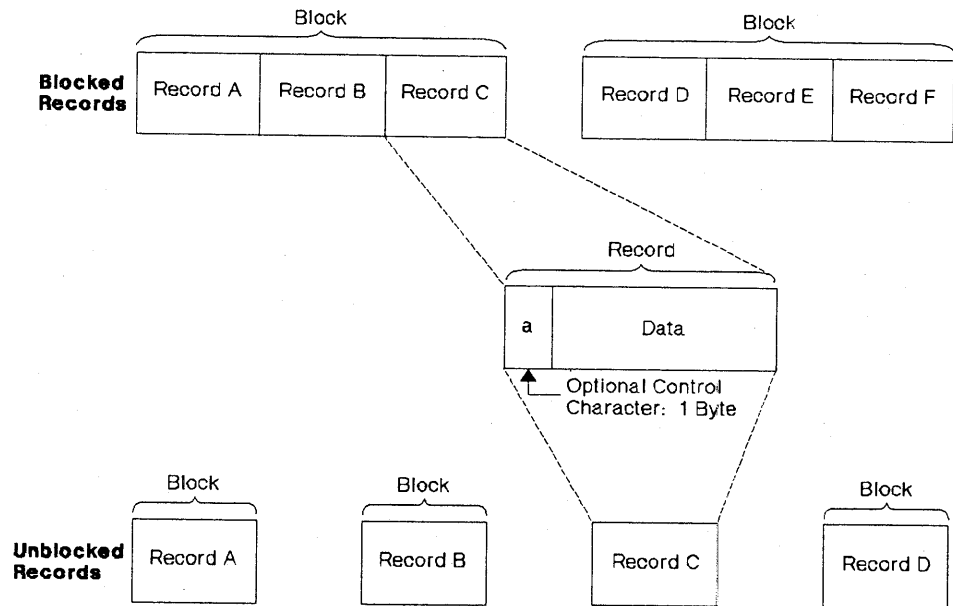 Block
Block
Blocked
Records
Record A
Record B
Record C
Record D
Record E
Record F
Record
a
Data
Optional Control
Character: 1 Byte
Block
Block
Block
Unblocked
Records
Record A
Record B
Record C
Record D